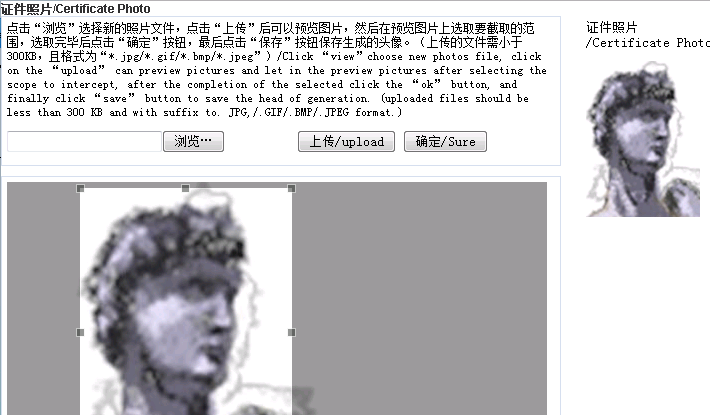 证件照片/Certificate Photo
点击“浏览”选择新的照片文件，点击“上传”后可以预览图片，然后在预览图片上选取要截取的范
围，选取完毕后点击“确定”按钮，最后点击“保存”按钮保存生成的头像。（上传的文件需小于
300KB，且格式为“*.jpg/*.gif/*.bmp/*.jpeg”）/Click “view”choose new photos file, click
on the “upload” can preview pictures and let in the preview pictures after selecting the
scope to intercept, after the completion of the selected click the “ok” button, and
finally click “save” button to save the head of generation. (uploaded files should be
less than 300 KB and with suffix to. JPG,/.GIF/.BMP/.JPEG format.)
浏览… 上传/upload 确定/Sure
证件照片
/Certificate Photo